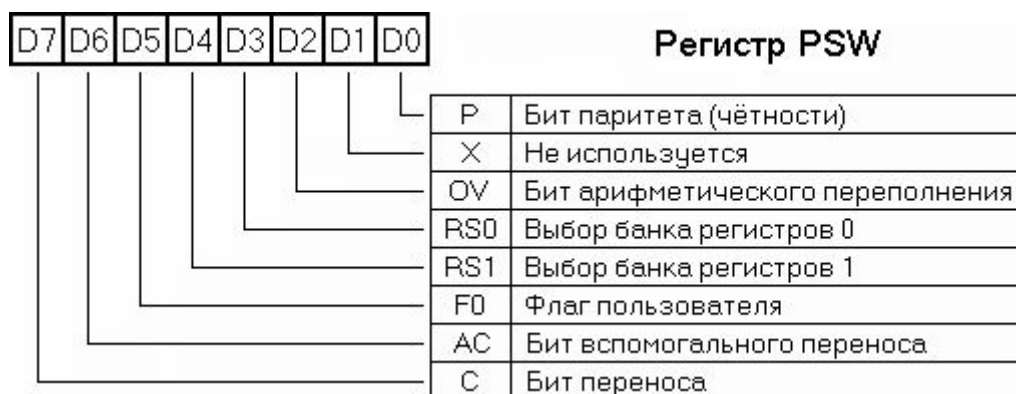 D7 D6 D5 D4 D3 D2 D1 D0
Регистр PSW
P Бит паритета (чётности)
X Не используется
OV Бит арифметического переполнения
RS0 Выбор банка регистров 0
RS1 Выбор банка регистров 1
F0 Флаг пользователя
AC Бит вспомогального переноса
C Бит переноса